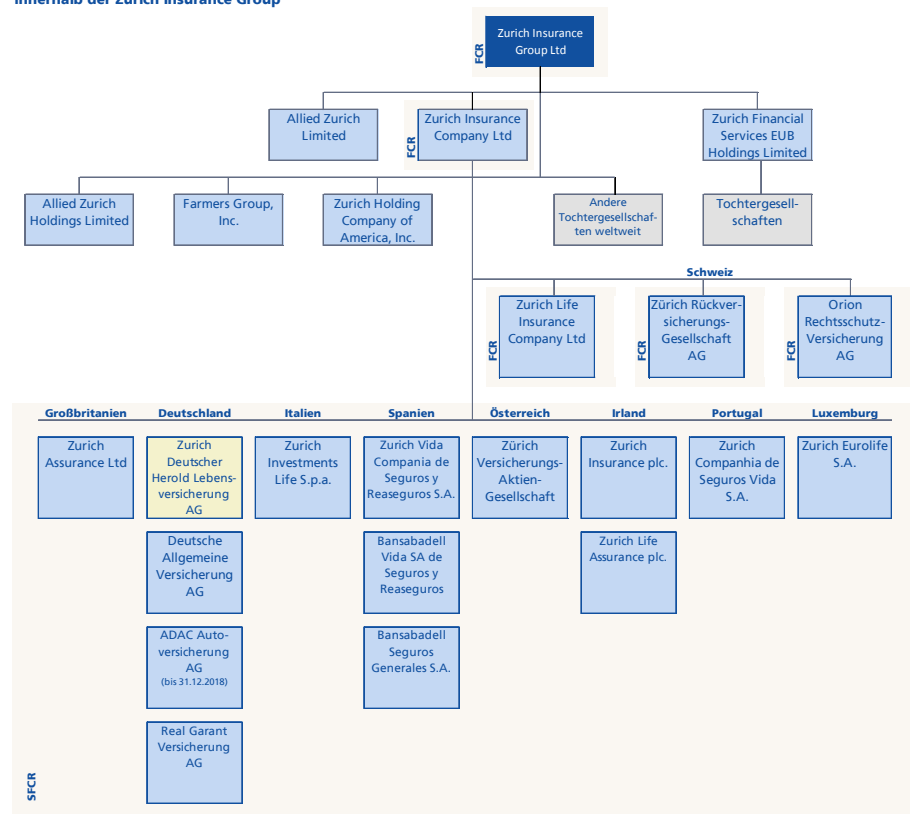 innerhalb der Zurich Insurance Group
Zurich Insurance
Group Ltd
FCR
Allied Zurich
Limited
FCR
Zurich Insurance
Company Ltd
Zurich Financial
Services EUB
Holdings Limited
Allied Zurich
Holdings Limited
Farmers Group,
Inc.
Zurich Holding
Company of
America, Inc.
Andere
Tochtergesellschaf-
ten weltweit
Tochtergesell-
schaften
Schweiz
FCR
Zurich Life
Insurance
Company Ltd
FCR
Zürich Rückver-
sicherungs-
Gesellschaft
AG
FCR
Orion
Rechtsschutz-
Versicherung
AG
Großbritanien
Deutschland
Italien
Spanien
Österreich
Irland
Portugal
Luxemburg
Zurich
Assurance Ltd
Zurich
Deutscher
Herold Lebens-
versicherung
AG
Zurich
Investments
Life S.p.a.
Zurich Vida
Compania de
Seguros y
Reaseguros S.A.
Zürich
Versicherungs-
Aktien-
Gesellschaft
Zurich
Insurance plc.
Zurich
Companhia de
Seguros Vida
S.A.
Zurich Eurolife
S.A.
Deutsche
Allgemeine
Versicherung
AG
Bansabadell
Vida SA de
Seguros y
Reaseguros
Zurich Life
Assurance plc.
ADAC Auto-
versicherung
AG
(bis 31.12.2018)
Bansabadell
Seguros
Generales S.A.
Real Garant
Versicherung
AG
SFCR